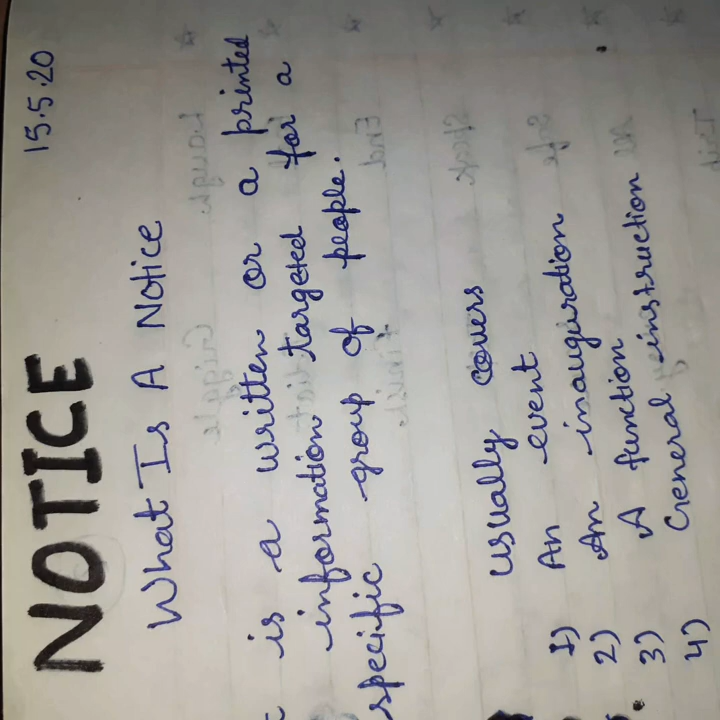 15.5.20
NOTICE
What Is A Notice
is a written or a printed
information targeted for a
specific group of people.
usually covers
1) An event
2) An inauguration
3) A function
4) General instruction